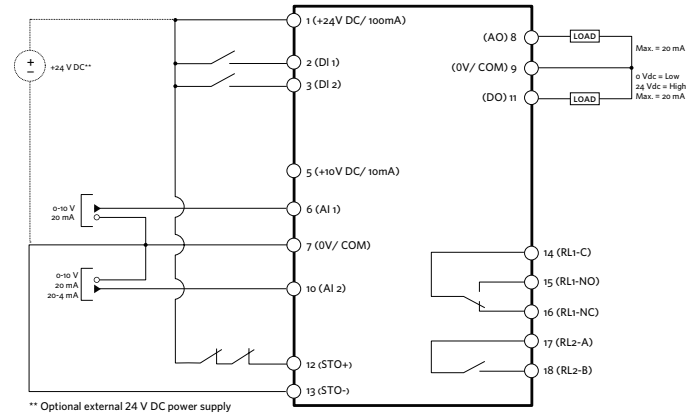 1 (+24V DC/ 100mA)
+
−
+24 V DC**
2 (DI 1)
3 (DI 2)
5 (+10V DC/ 10mA)
0-10 V
20 mA
6 (AI 1)
7 (0V/ COM)
0-10 V
20 mA
20-4 mA
10 (AI 2)
12 (STO+)
13 (STO-)
** Optional external 24 V DC power supply
(AO) 8
LOAD
Max. = 20 mA
(0V/ COM) 9
0 Vdc = Low
24 Vdc = High
Max. = 20 mA
(DO) 11
LOAD
14 (RL1-C)
15 (RL1-NO)
16 (RL1-NC)
17 (RL2-A)
18 (RL2-B)